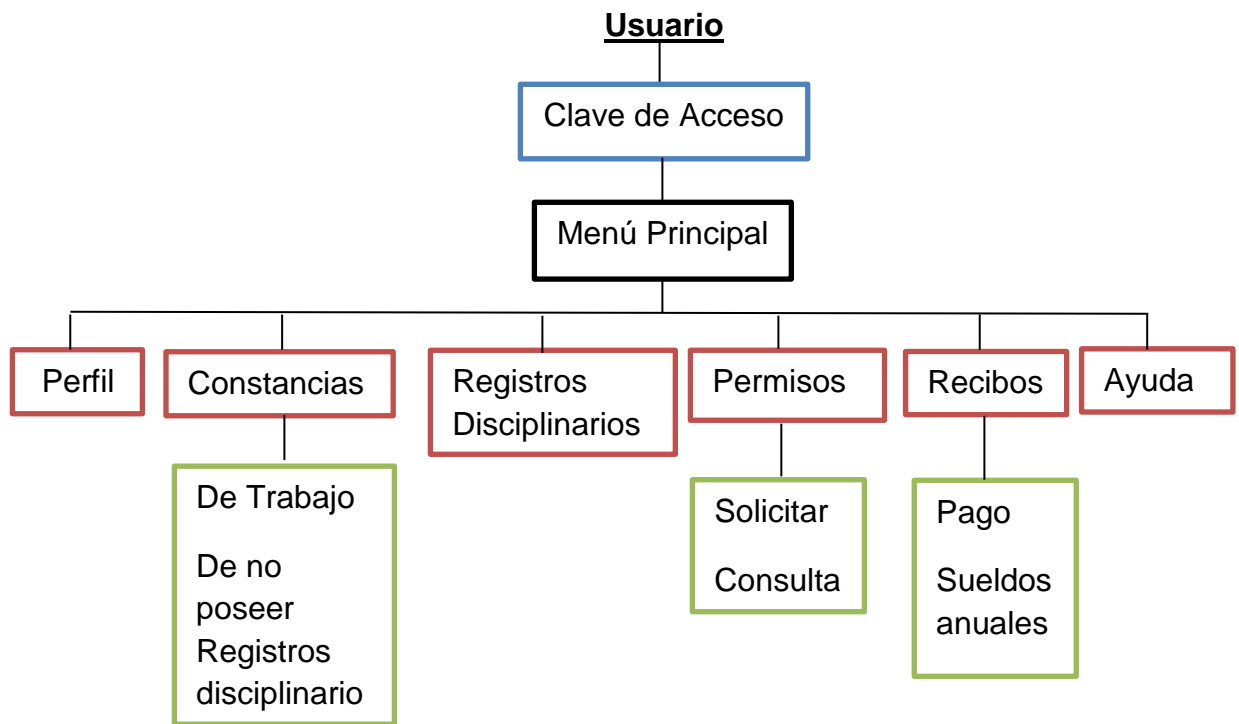 Usuario
Clave de Acceso
Menú Principal
Perfil
Constancias
Registros
Disciplinarios
Permisos
Recibos
Ayuda
De Trabajo
De no
poseer
Registros
disciplinario
Solicitar
Consulta
Pago
Sueldos
anuales